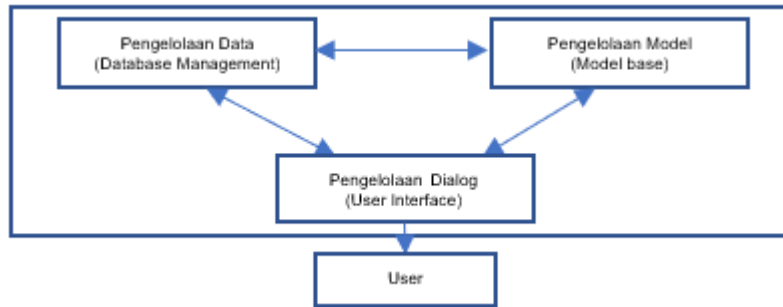 Pengelolaan Data
(Database Management)
Pengelolaan Model
(Model base)
Pengelolaan Dialog
(User Interface)
User